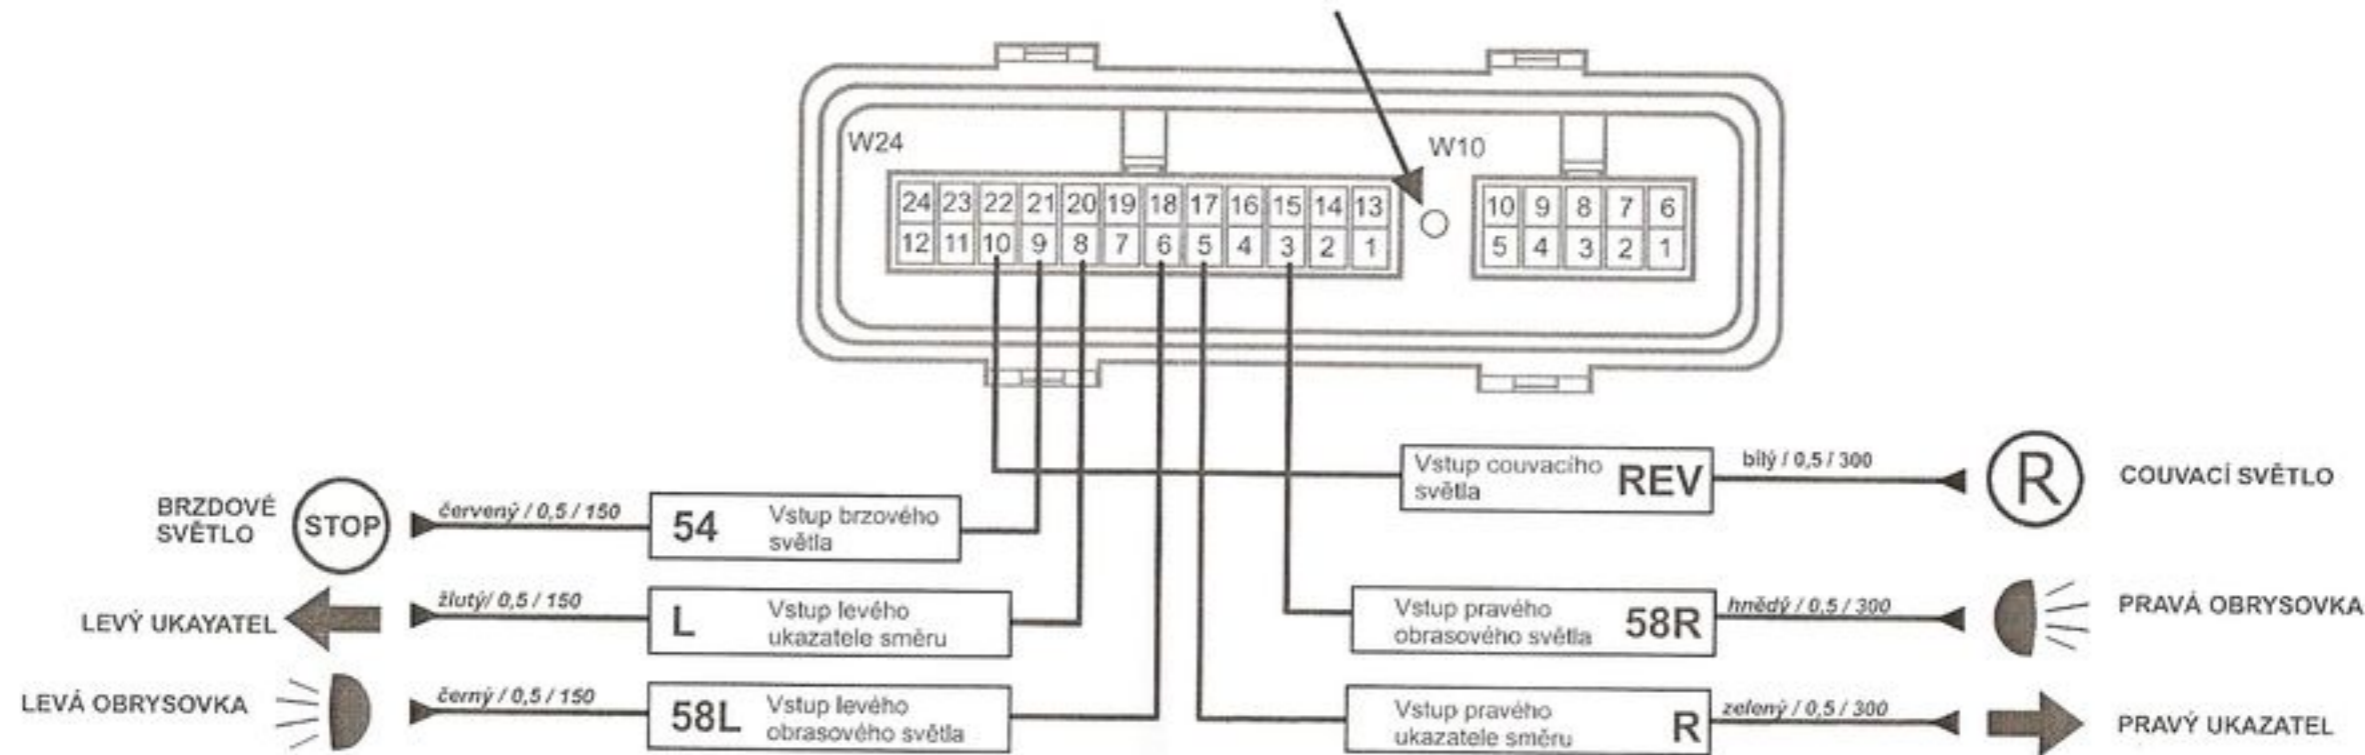 W24
W10
24 23 22 21 20 19 18 17 16 15 14 13
12 11 10 9 8 7 6 5 4 3 2 1
10 9 8 7 6
5 4 3 2 1
BRZDOVÉ
SVĚTLO
STOP
červený / 0,5 / 150
54
Vstup brzového
světla
LEVÝ UKAYATEL
žlutý/ 0,5 / 150
L
Vstup levého
ukazatele směru
LEVÁ OBRYSOVKA
černý / 0,5 / 150
58L
Vstup levého
obrasového světla
Vstup couvacího
světla
REV
bílý / 0,5 / 300
R
COUVACÍ SVĚTLO
Vstup pravého
obrasového světla
58R
hnědý / 0,5 / 300
PRAVÁ OBRYSOVKA
Vstup pravého
ukazatele směru
R
zelený / 0,5 / 300
PRAVÝ UKAZATEL